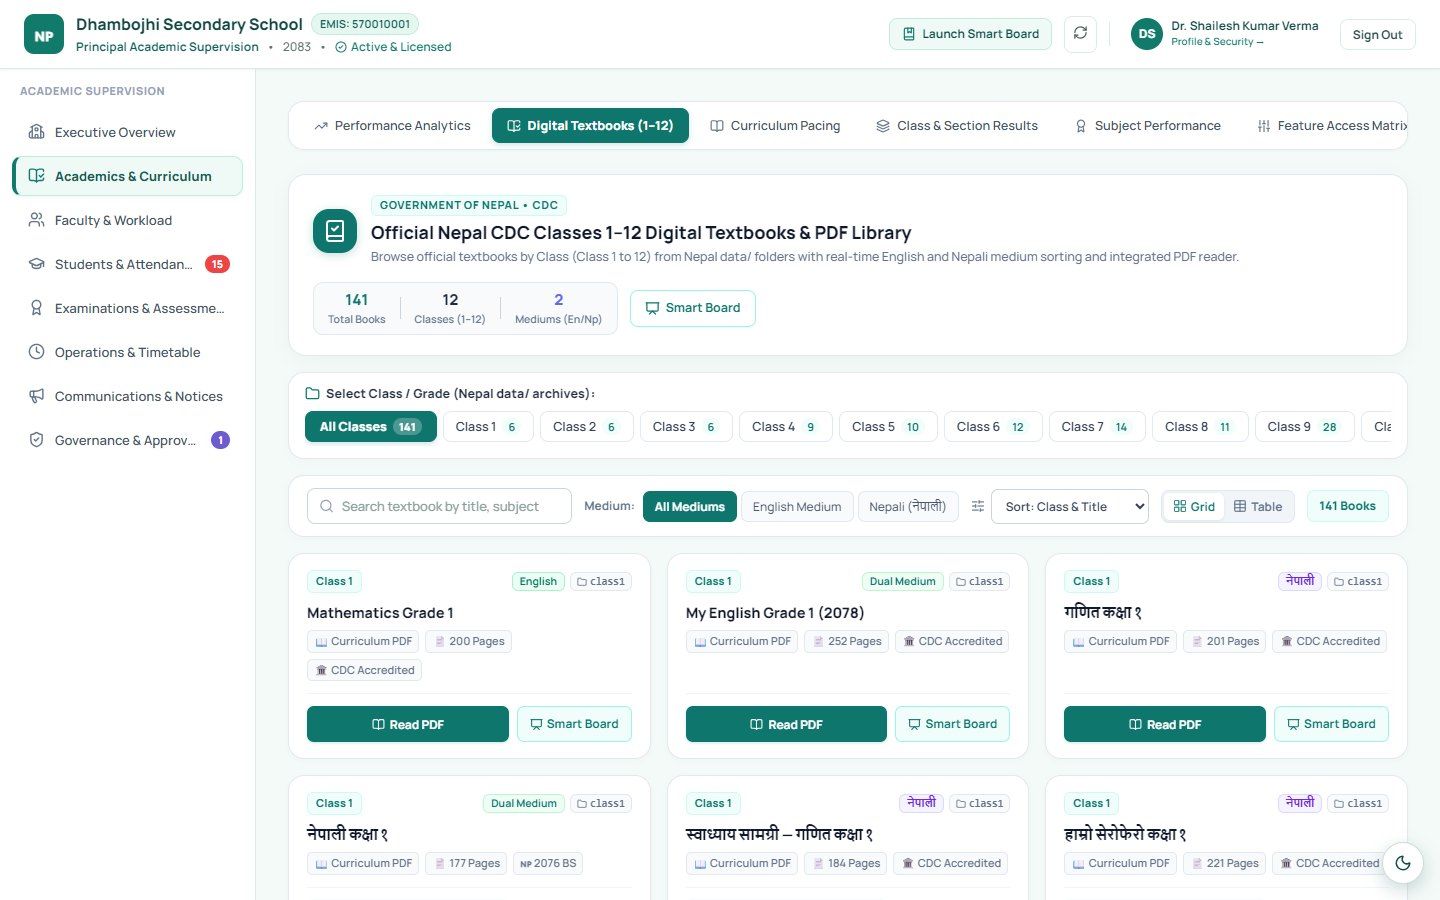 NP
Dhambojhi Secondary School
EMIS: 570010001
Principal Academic Supervision • 2083 • Active & Licensed
Launch Smart Board
DS
Dr. Shailesh Kumar Verma
Profile & Security →
Sign Out
ACADEMIC SUPERVISION
Executive Overview
Academics & Curriculum
Faculty & Workload
Students & Attendan... 15
Examinations & Assessme...
Operations & Timetable
Communications & Notices
Governance & Approv... 1
Performance Analytics
Digital Textbooks (1–12)
Curriculum Pacing
Class & Section Results
Subject Performance
Feature Access Matrix
GOVERNMENT OF NEPAL • CDC
Official Nepal CDC Classes 1–12 Digital Textbooks & PDF Library
Browse official textbooks by Class (Class 1 to 12) from Nepal data/ folders with real-time English and Nepali medium sorting and integrated PDF reader.
141
Total Books
12
Classes (1–12)
2
Mediums (En/Np)
Smart Board
Select Class / Grade (Nepal data/ archives):
All Classes 141
Class 1 6
Class 2 6
Class 3 6
Class 4 9
Class 5 10
Class 6 12
Class 7 14
Class 8 11
Class 9 28
Cla
Search textbook by title, subject
Medium:
All Mediums
English Medium
Nepali (नेपाली)
Sort: Class & Title
Grid
Table
141 Books
Class 1 English class1
Mathematics Grade 1
Curriculum PDF 200 Pages
CDC Accredited
Read PDF
Smart Board
Class 1 Dual Medium class1
My English Grade 1 (2078)
Curriculum PDF 252 Pages CDC Accredited
Read PDF
Smart Board
Class 1 नेपाली class1
गणित कक्षा १
Curriculum PDF 201 Pages CDC Accredited
Read PDF
Smart Board
Class 1 Dual Medium class1
नेपाली कक्षा १
Curriculum PDF 177 Pages NP 2076 BS
Class 1 नेपाली class1
स्वाध्याय सामग्री – गणित कक्षा १
Curriculum PDF 184 Pages CDC Accredited
Class 1 नेपाली class1
हाम्रो सेरोफेरो कक्षा १
Curriculum PDF 221 Pages CDC Accredited